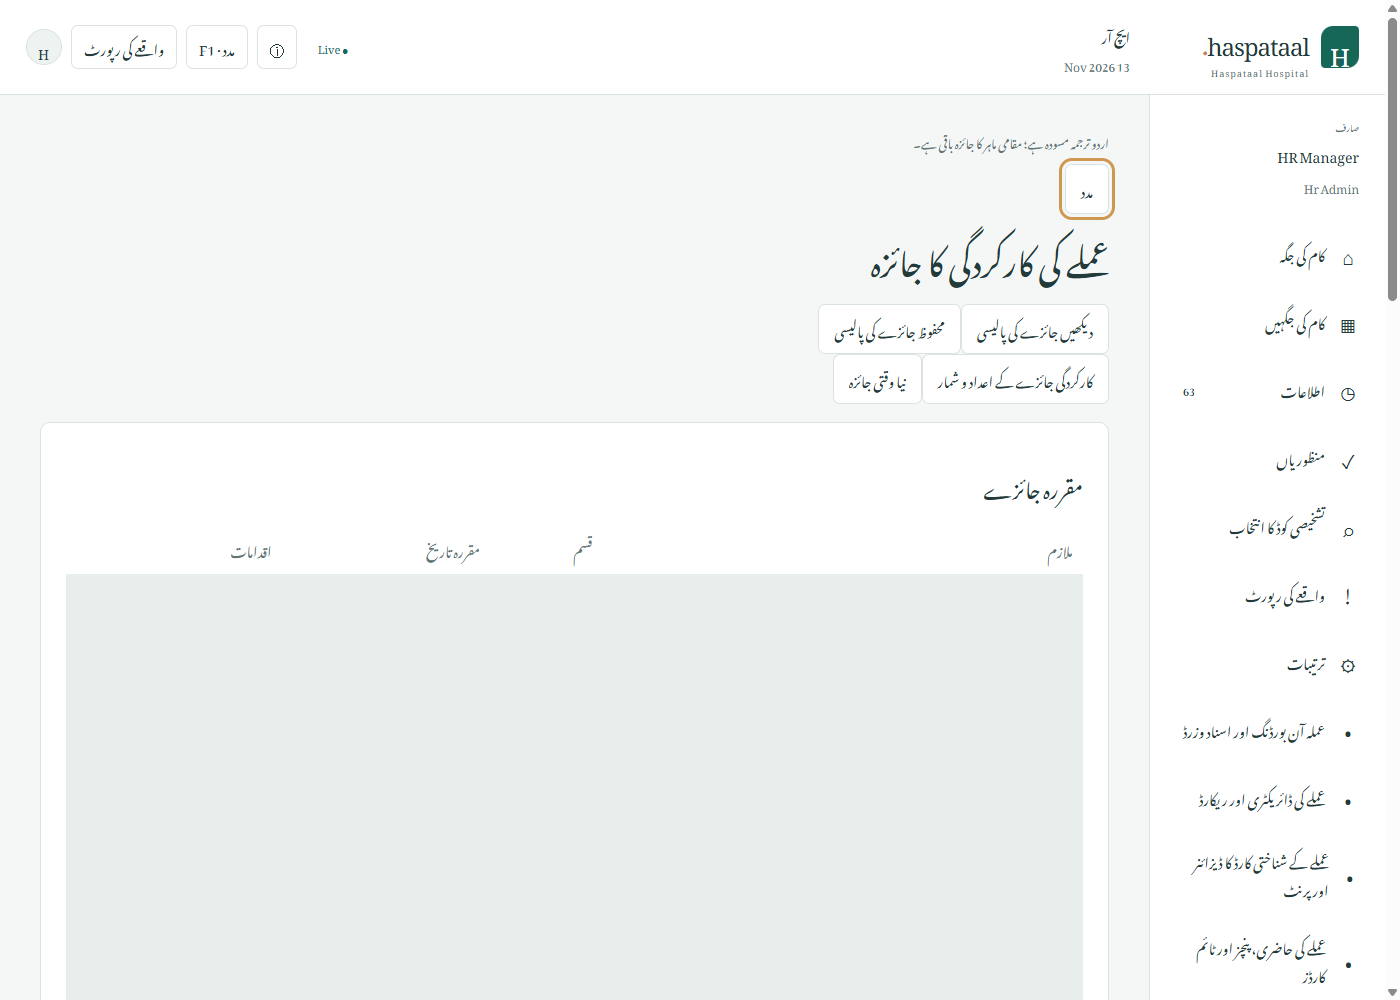 haspataal.
Haspataal Hospital
ایچ آر
13 Nov 2026
Live
مدد F1۰
واقعے کی رپورٹ
H
H
صارف
HR Manager
Hr Admin
کام کی جگہ
کام کی جگہیں
اطلاعات
63
منظوریاں
تشخیصی کوڈ کا انتخاب
واقعے کی رپورٹ
ترتیبات
عملہ آن بورڈنگ اور اسناد وزرڈ
عملے کی ڈائریکٹری اور ریکارڈ
عملے کے شناختی کارڈ کا ڈیزائنر
اور پرنٹ
عملے کی حاضری، پنچز اور ٹائم
کارڈز
اردو ترجمہ مسودہ ہے؛ مقامی ماہر کا جائزہ باقی ہے۔
مدد
عملے کی کارکردگی کا جائزہ
دیکھیں جائزے کی پالیسی
محفوظ جائزے کی پالیسی
کارکردگی جائزے کے اعداد و شمار
نیا وقتی جائزہ
مقررہ جائزے
ملازم
قسم
مقررہ تاریخ
اقدامات